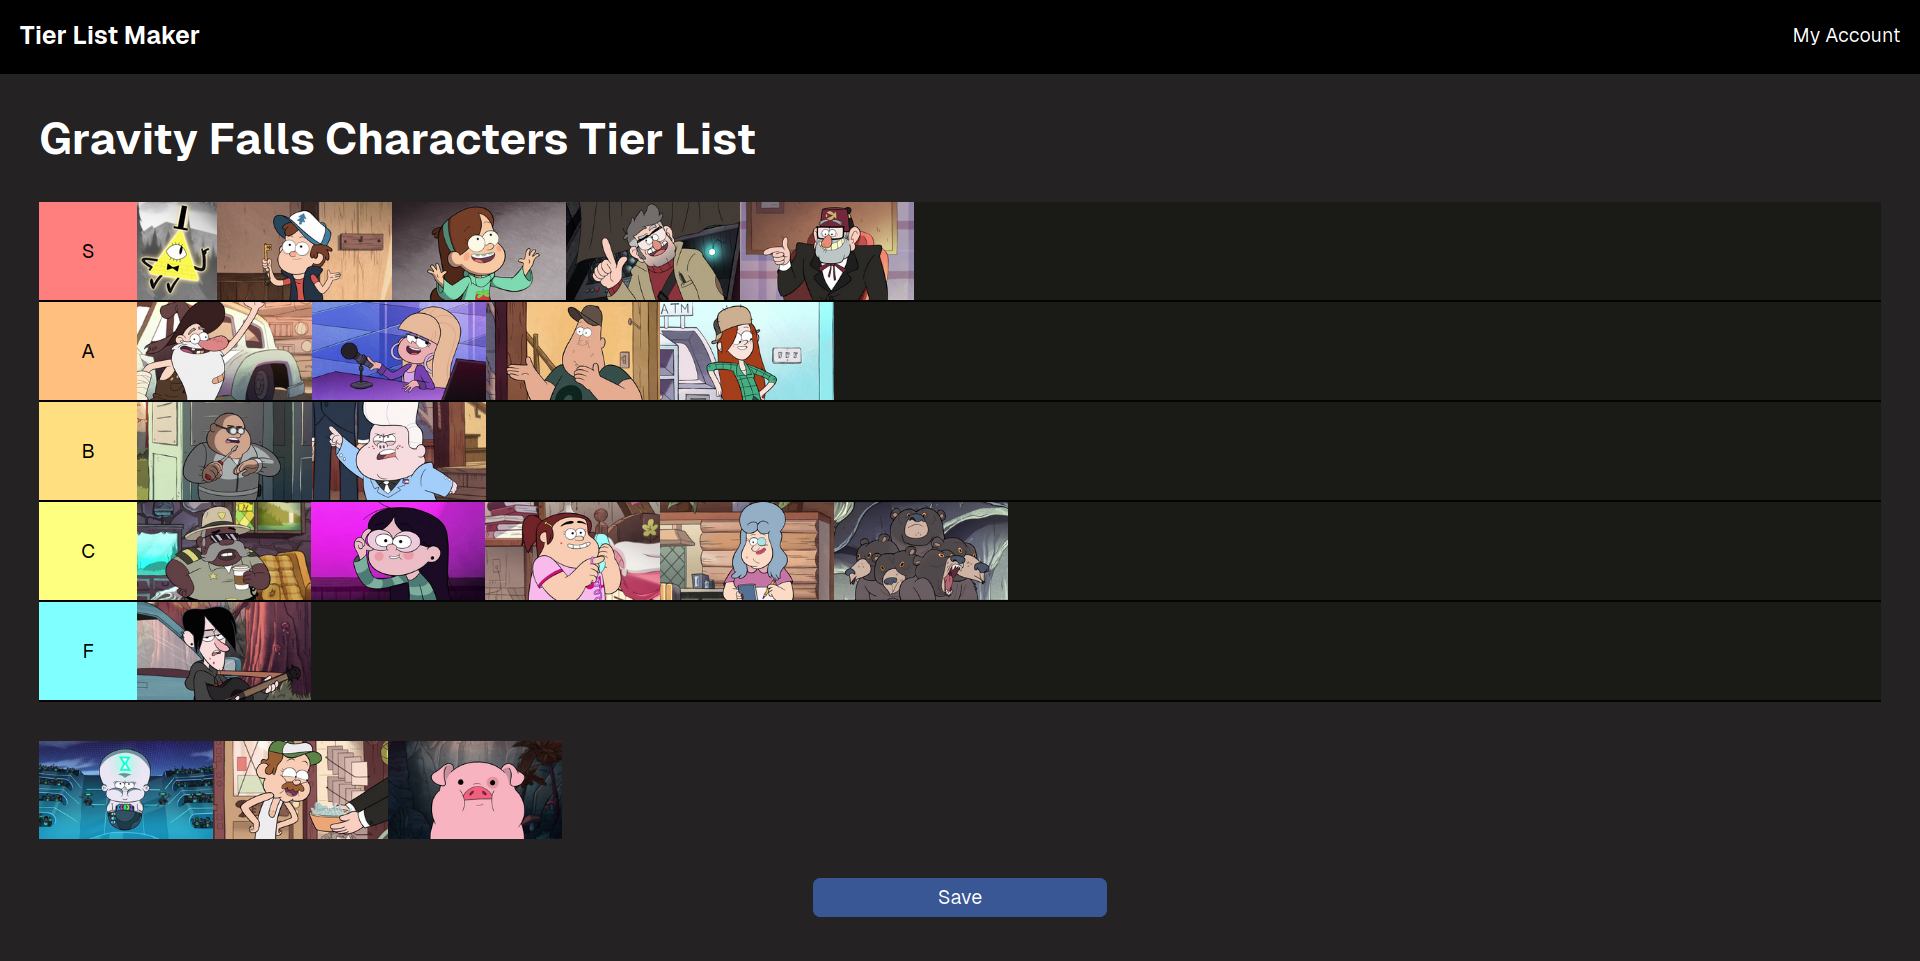 Tier List Maker
My Account
Gravity Falls Characters Tier List
S
A
ATM
B
C
F
Save